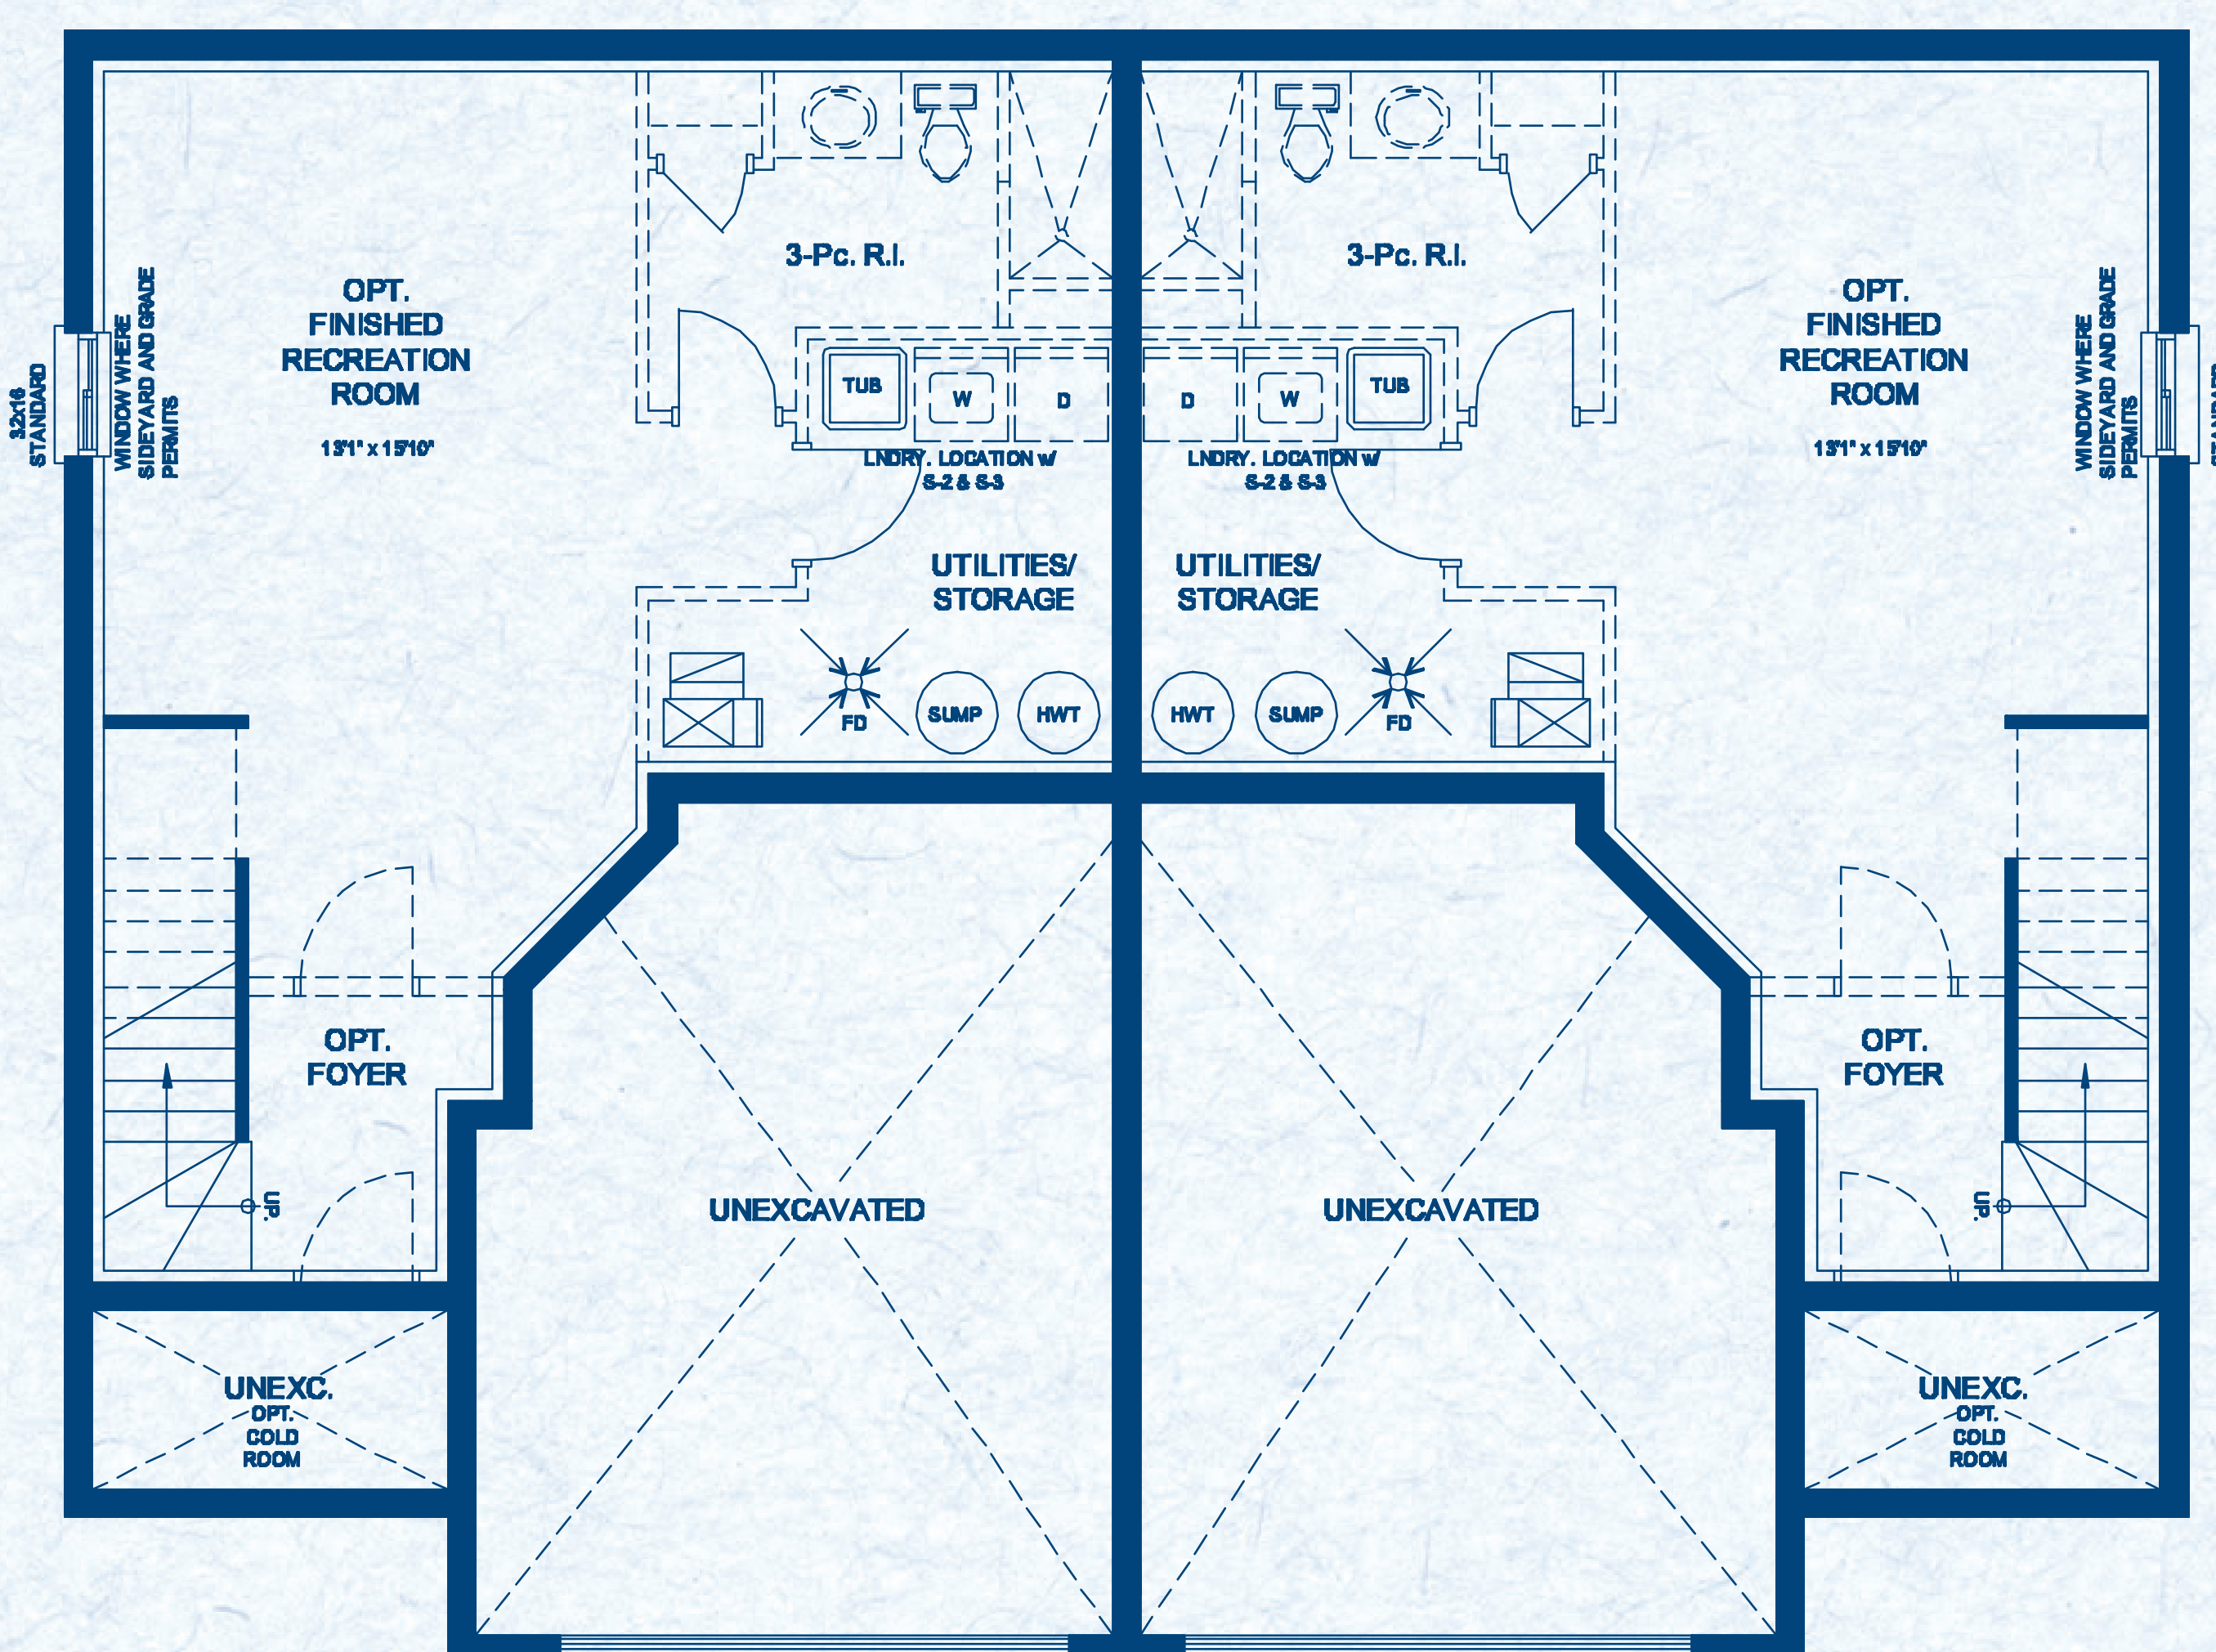 3-Pc. R.I.
3-Pc. R.I.
OPT.
FINISHED
RECREATION
ROOM
13'1" x 15'10"
OPT.
FINISHED
RECREATION
ROOM
13'1" x 15'10"
32x16
STANDARD
WINDOW WHERE
SIDEYARD AND GRADE
PERMITS
WINDOW WHERE
SIDEYARD AND GRADE
PERMITS
TUB
W
D
D
W
TUB
LNDRY. LOCATION w/
S-2 & S-3
LNDRY. LOCATION w/
S-2 & S-3
UTILITIES/
STORAGE
UTILITIES/
STORAGE
FD
SUMP
HWT
HWT
SUMP
FD
OPT.
FOYER
OPT.
FOYER
UP.
UP.
UNEXCAVATED
UNEXCAVATED
UNEXC.
OPT.
COLD
ROOM
UNEXC.
OPT.
COLD
ROOM